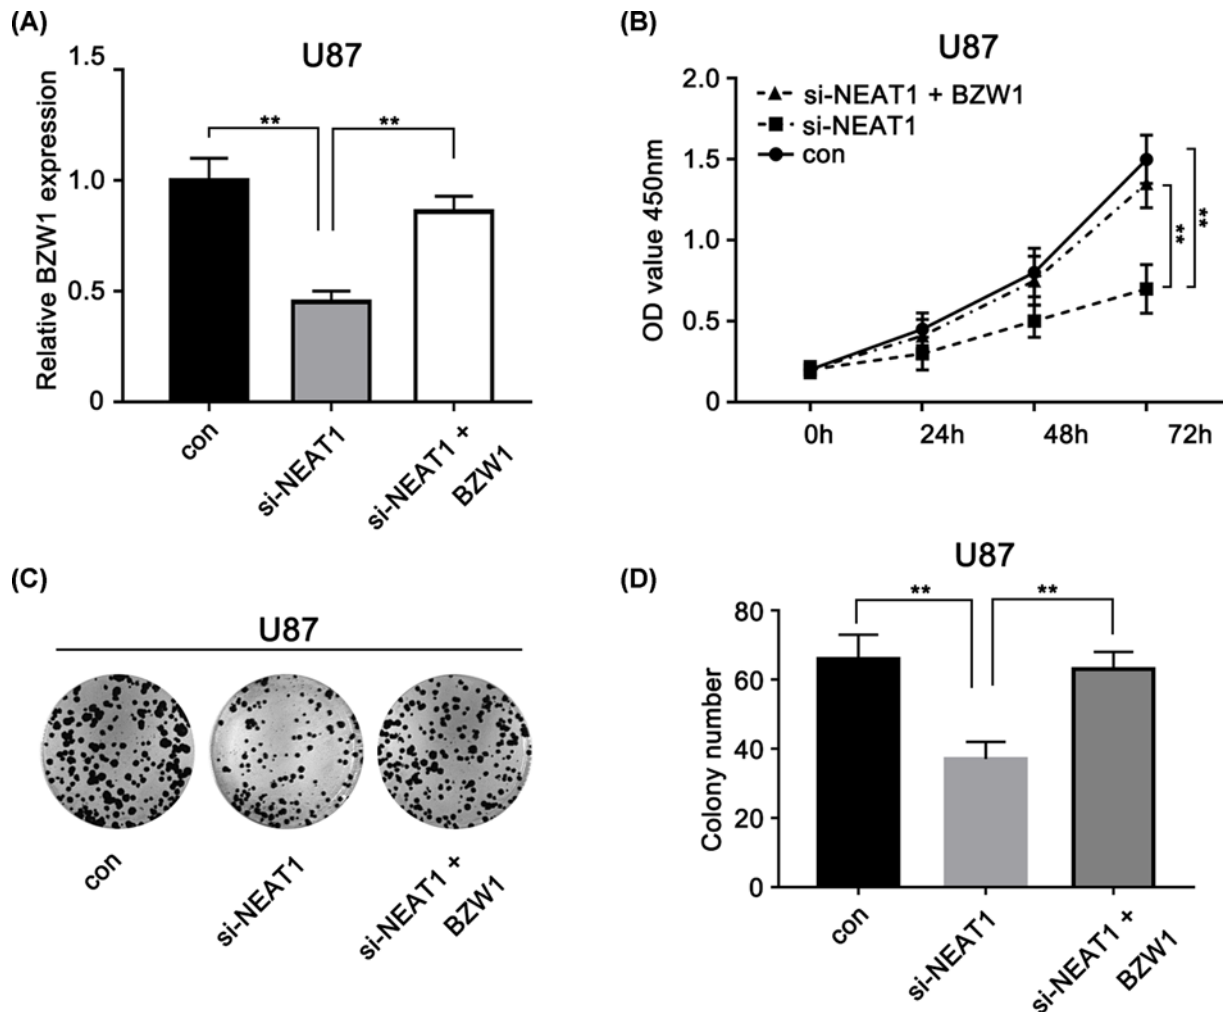 (A)
U87
Relative BZW1 expression
1.5
1.0
0.5
0
**
**
con
si-NEAT1
si-NEAT1 +
BZW1
(B)
U87
OD value 450nm
2.0
1.5
1.0
0.5
0
si-NEAT1 + BZW1
si-NEAT1
con
**
**
0h
24h
48h
72h
(C)
U87
con
si-NEAT1
si-NEAT1 +
BZW1
(D)
U87
Colony number
80
60
40
20
0
**
**
con
si-NEAT1
si-NEAT1 +
BZW1